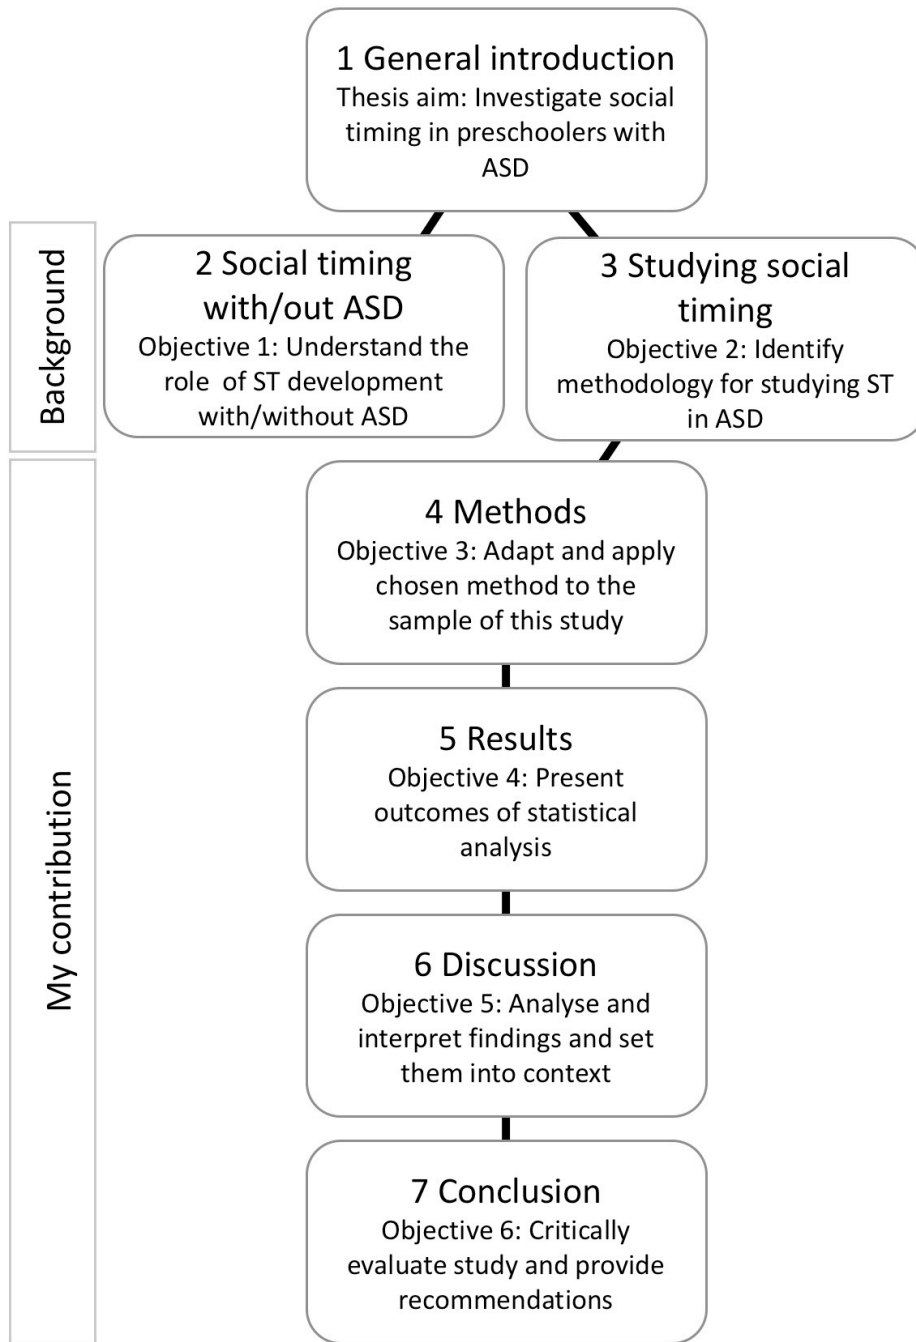 1 General introduction
Thesis aim: Investigate social
timing in preschoolers with
ASD
Background
2 Social timing
with/out ASD
Objective 1: Understand the
role of ST development
with/without ASD
3 Studying social
timing
Objective 2: Identify
methodology for studying ST
in ASD
My contribution
4 Methods
Objective 3: Adapt and apply
chosen method to the
sample of this study
5 Results
Objective 4: Present
outcomes of statistical
analysis
6 Discussion
Objective 5: Analyse and
interpret findings and set
them into context
7 Conclusion
Objective 6: Critically
evaluate study and provide
recommendations